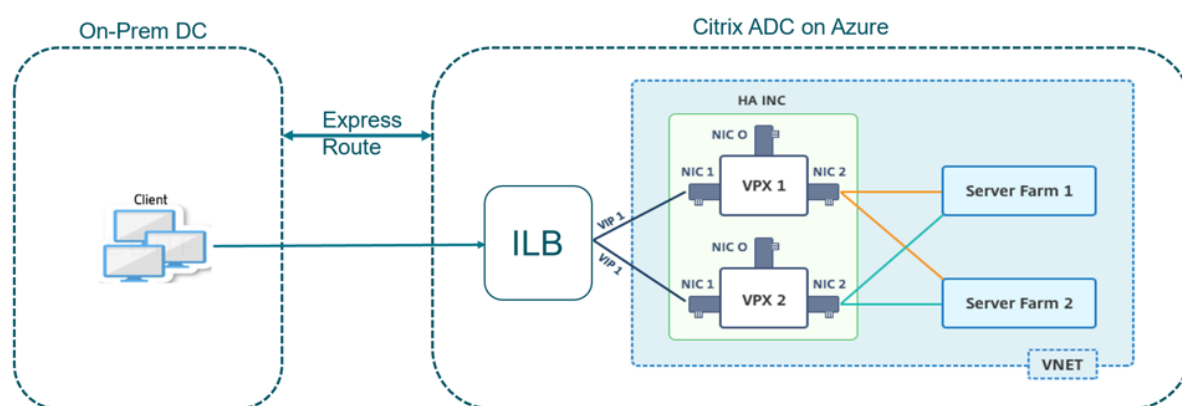 On-Prem DC
Citrix ADC on Azure
Express
Route
Client
ILB
VIP 1
VIP 1
HA INC
NIC O
NIC 1
VPX 1
NIC 2
NIC O
NIC 1
VPX 2
NIC 2
Server Farm 1
Server Farm 2
VNET